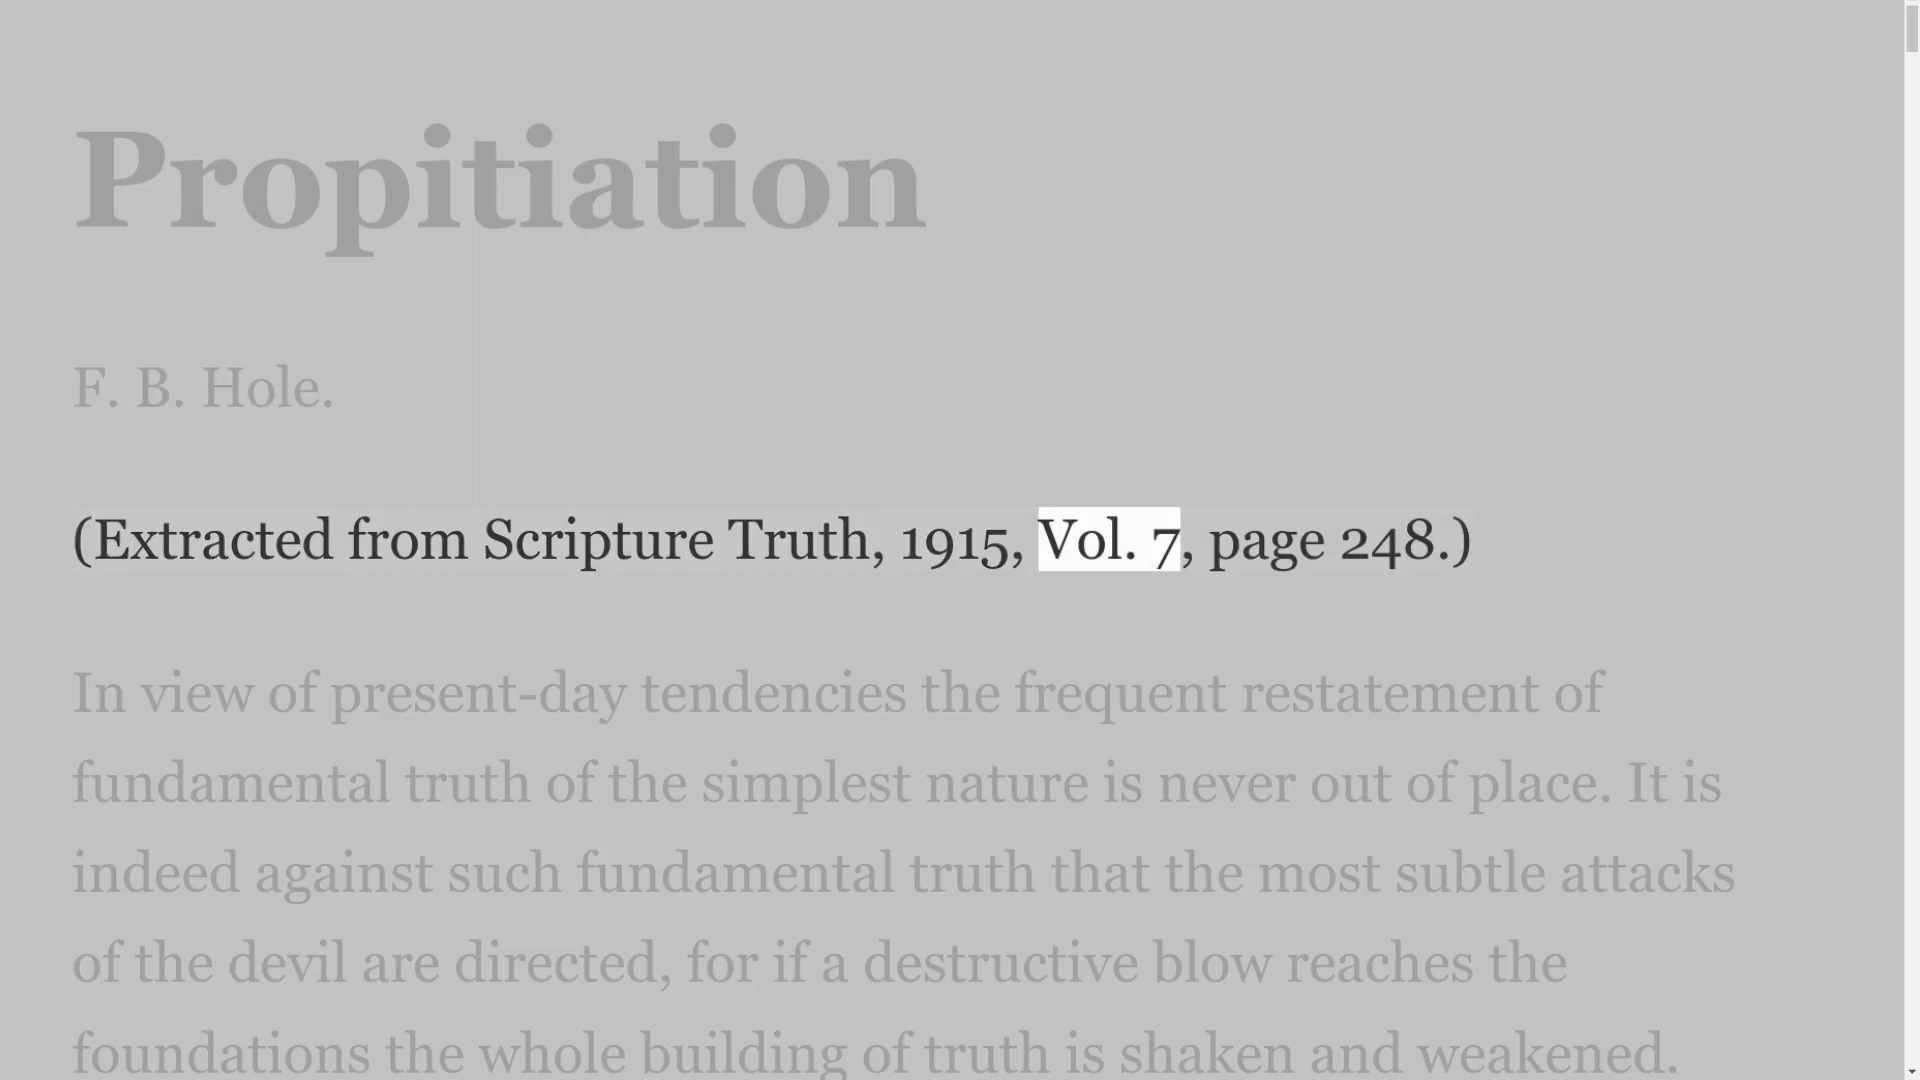 Propitiation
F. B. Hole.
(Extracted from Scripture Truth, 1915, Vol. 7, page 248.)
In view of present-day tendencies the frequent restatement of
fundamental truth of the simplest nature is never out of place. It is
indeed against such fundamental truth that the most subtle attacks
of the devil are directed, for if a destructive blow reaches the
foundations the whole building of truth is shaken and weakened.